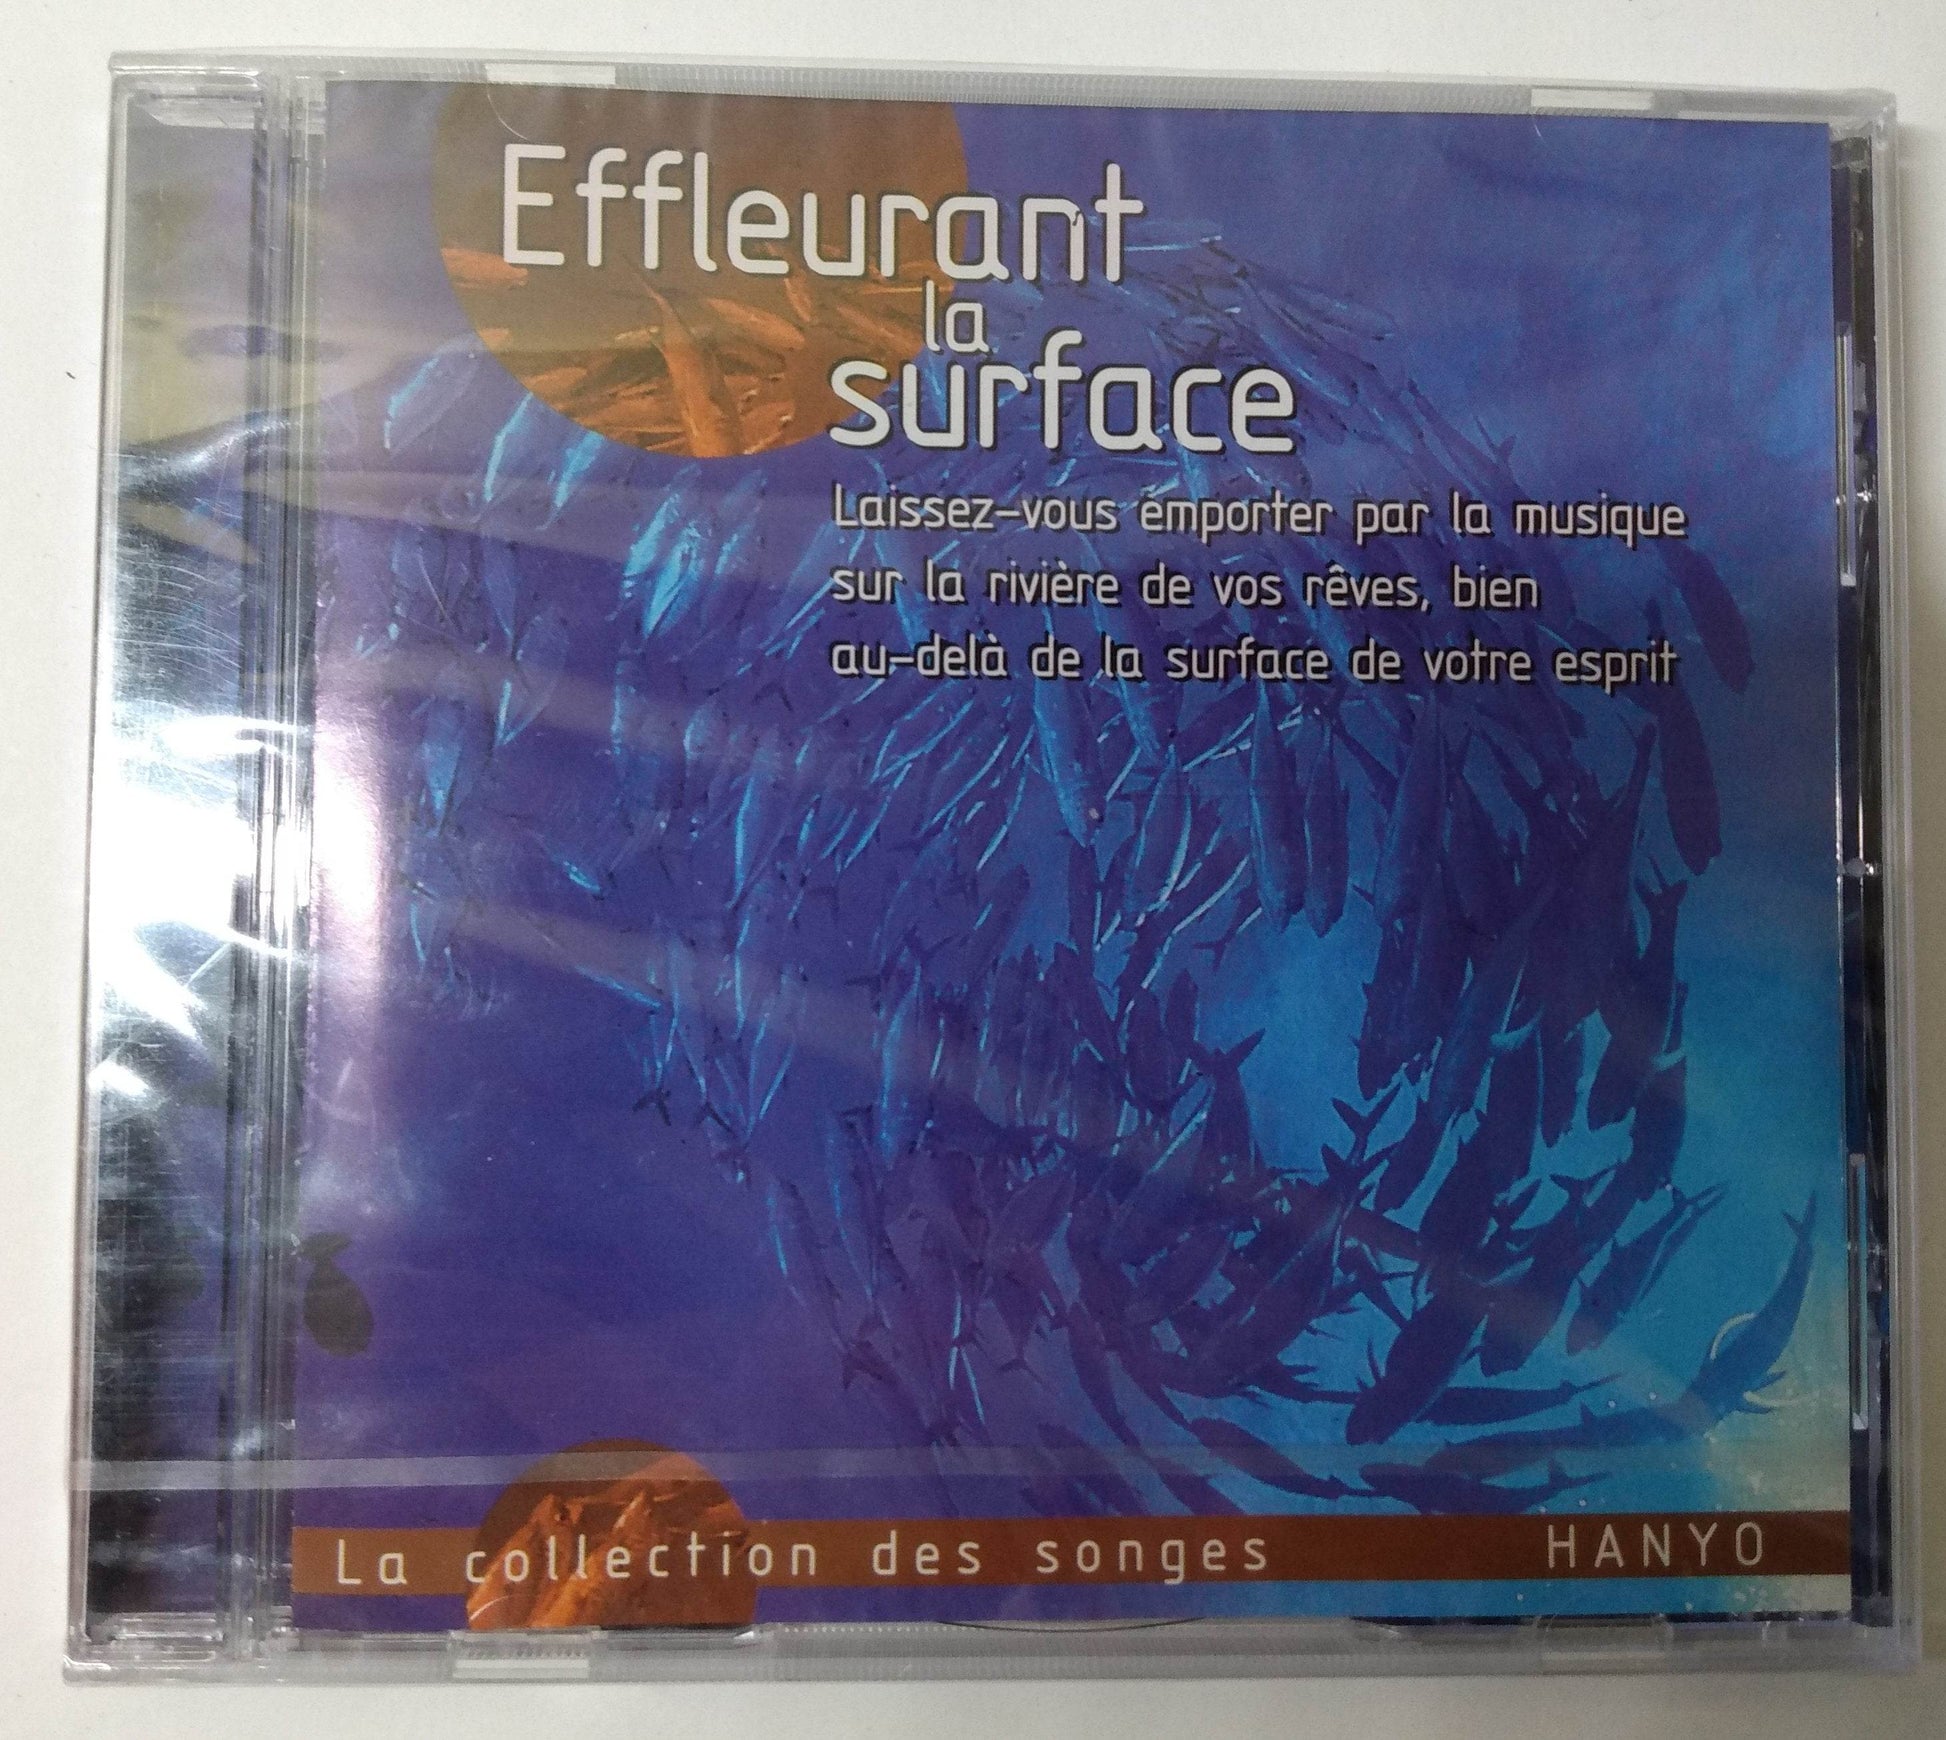 Effleurant
la
surface
Laissez-vous emporter par la musique
sur la rivière de vos rêves, bien
au-delà de la surface de votre esprit
La collection des songes HANYO